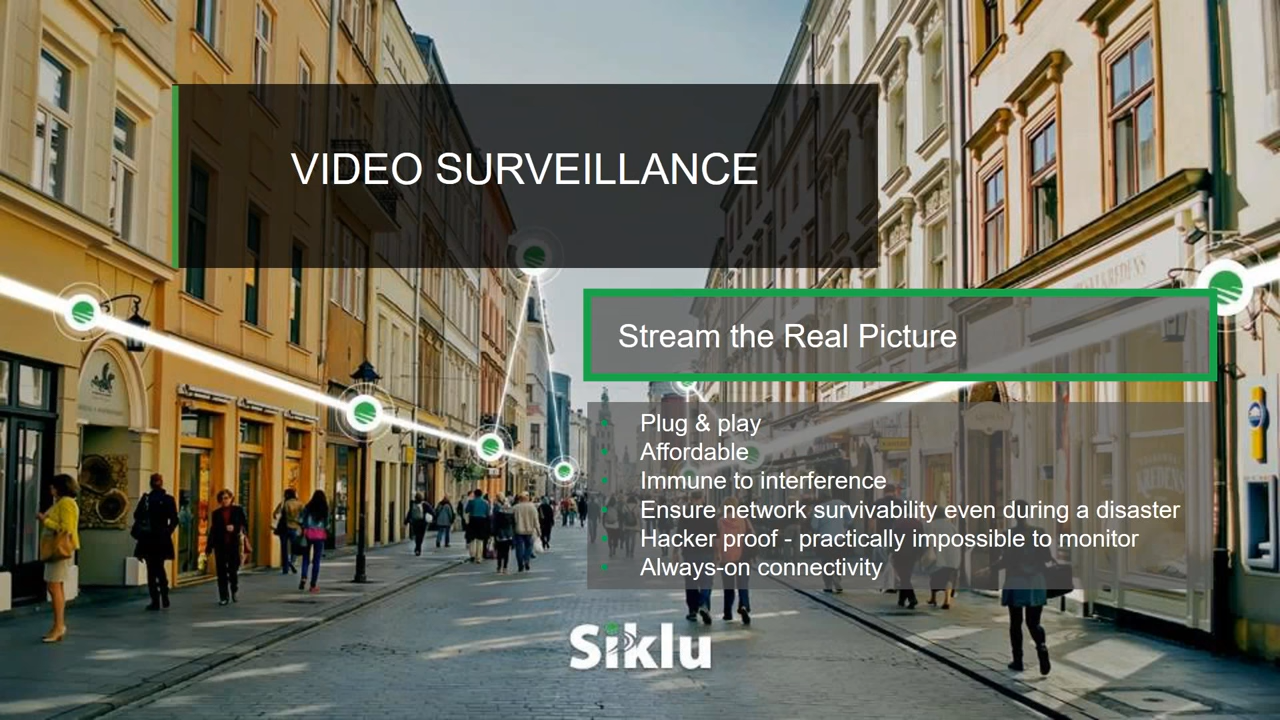 VIDEO SURVEILLANCE
Stream the Real Picture
Plug & play
Affordable
Immune to interference
Ensure network survivability even during a disaster
Hacker proof - practically impossible to monitor
Always-on connectivity
Siklu